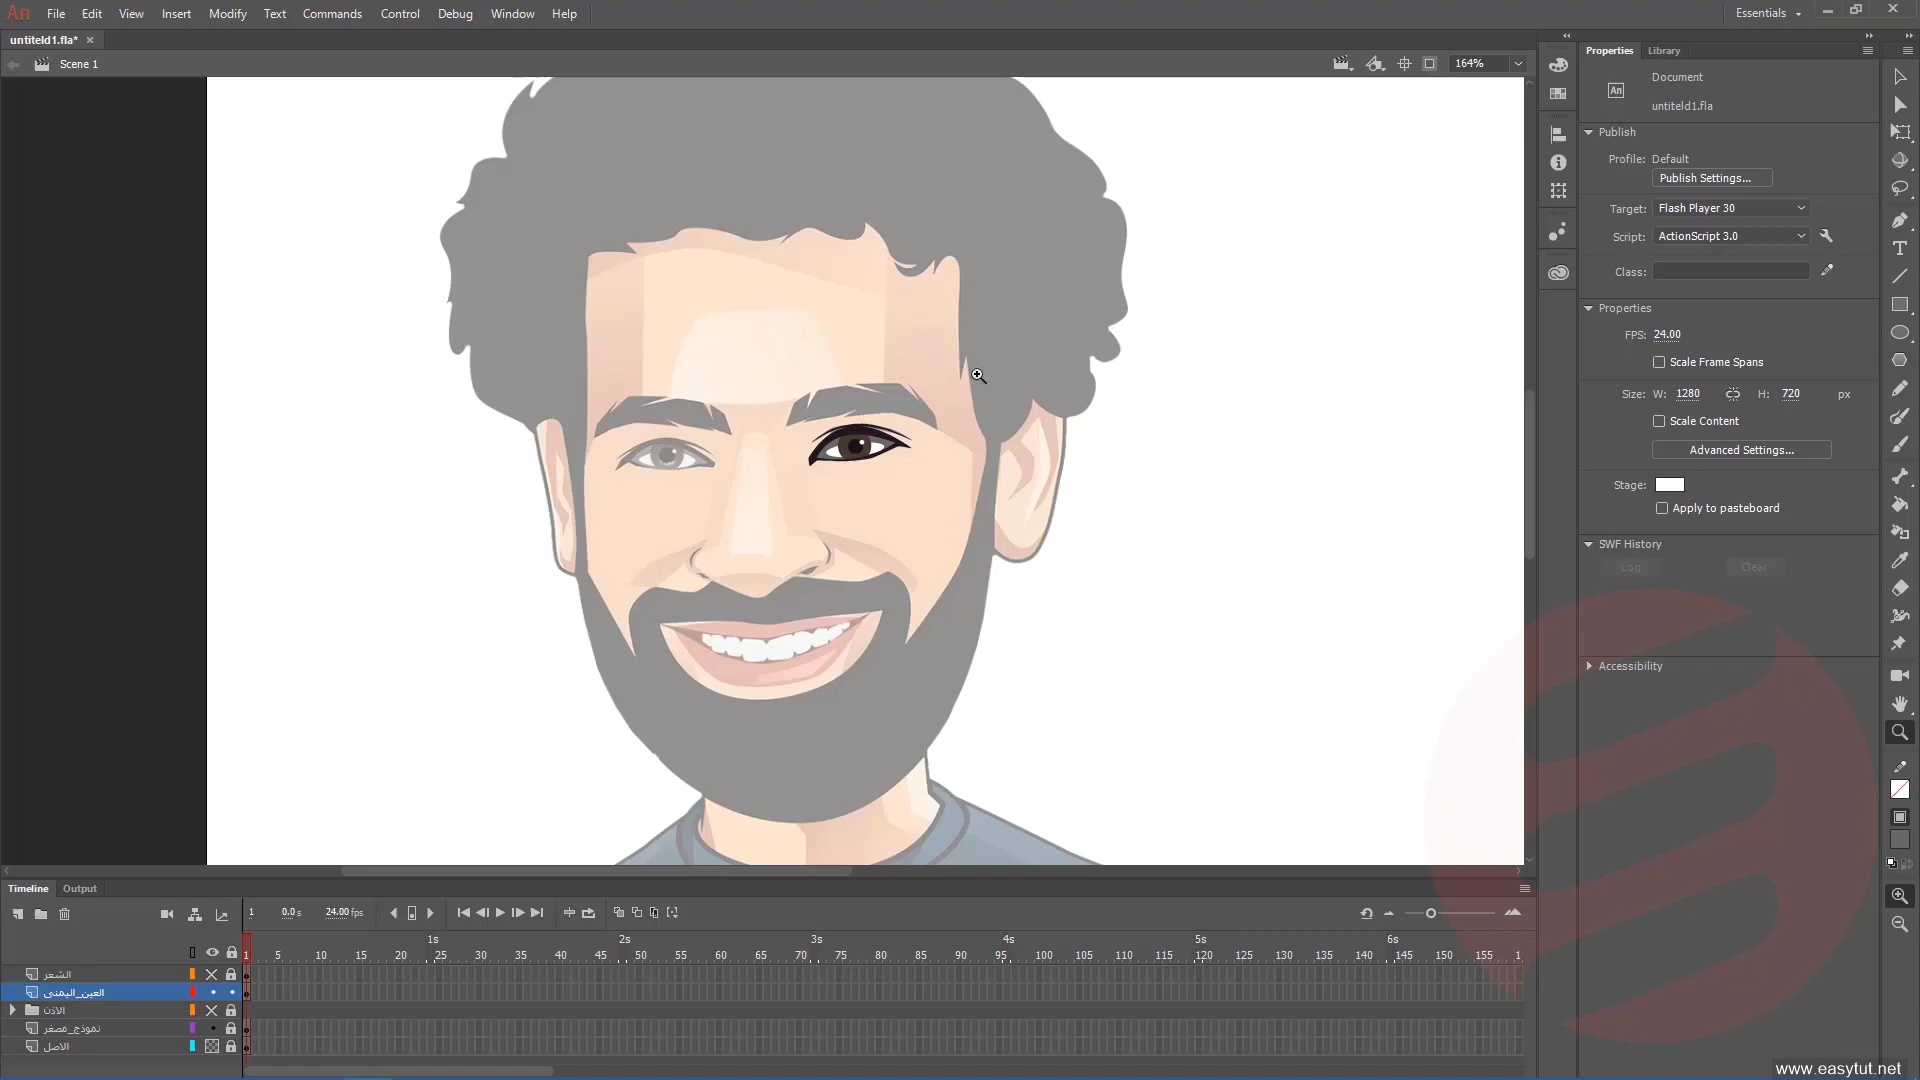 An File Edit View Insert Modify Text Commands Control Debug Window Help Essentials
untiteld1.fla*
Scene 1 164%
Properties Library
Document
An untiteld1.fla
Publish
Profile: Default
Publish Settings...
Target: Flash Player 30
Script: ActionScript 3.0
Class:
Properties
FPS: 24.00
Scale Frame Spans
Size: W: 1280 H: 720 px
Scale Content
Advanced Settings...
Stage:
Apply to pasteboard
SWF History
Log Clear
Accessibility
Timeline Output
1 0.0 s 24.00 fps
1s 2s 3s 4s 5s 6s
1 5 10 15 20 25 30 35 40 45 50 55 60 65 70 75 80 85 90 95 100 105 110 115 120 125 130 135 140 145 150 155 1
الشعر
العين_اليمنى
الاذن
نموذج_مصغر
الاصل
www.easytut.net